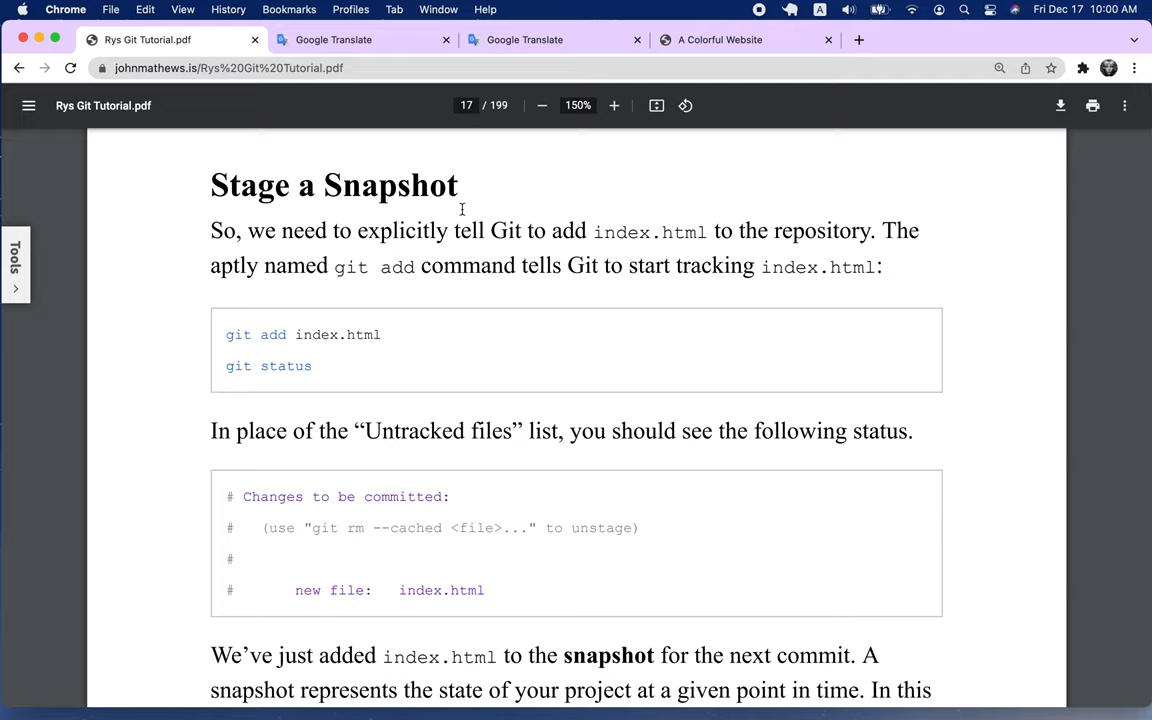 Chrome File Edit View History Bookmarks Profiles Tab Window Help A Fri Dec 17 10:00 AM
Rys Git Tutorial.pdf Google Translate Google Translate A Colorful Website
johnmathews.is/Rys%20Git%20Tutorial.pdf
Rys Git Tutorial.pdf 17 / 199 150%
Tools
Stage a Snapshot
So, we need to explicitly tell Git to add index.html to the repository. The
aptly named git add command tells Git to start tracking index.html:
git add index.html
git status
In place of the “Untracked files” list, you should see the following status.
# Changes to be committed:
# (use "git rm --cached <file>..." to unstage)
#
# new file: index.html
We’ve just added index.html to the snapshot for the next commit. A
snapshot represents the state of your project at a given point in time. In this